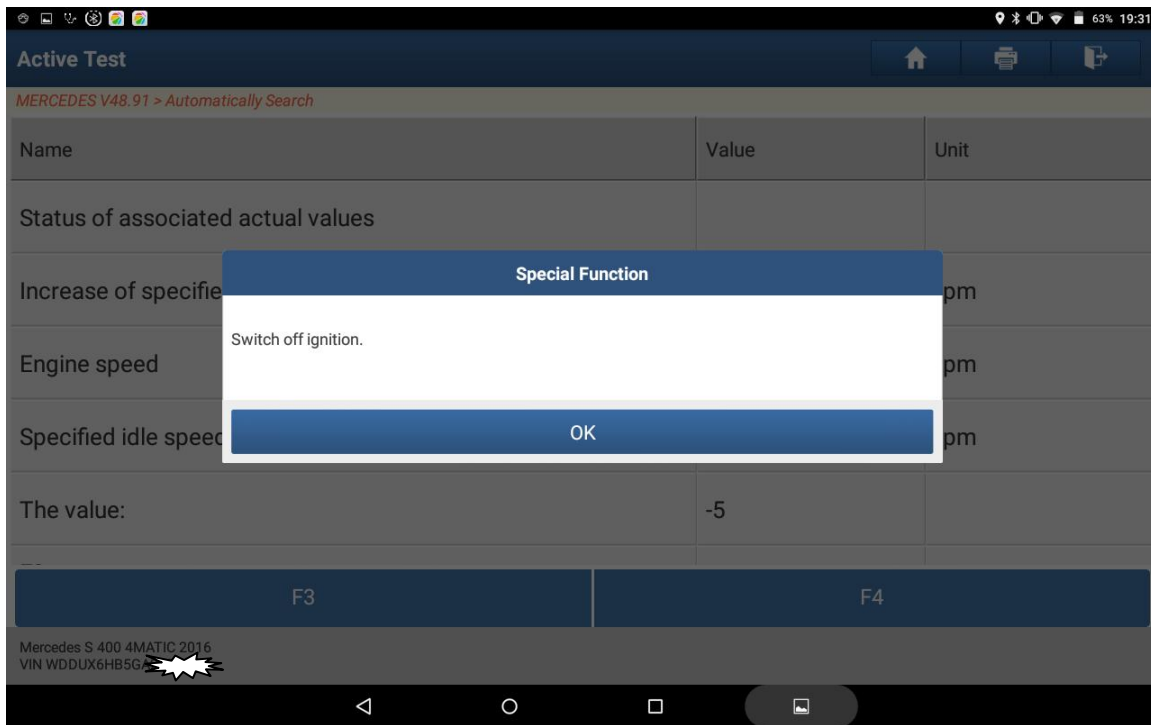 63% 19:31
Active Test
MERCEDES V48.91 > Automatically Search
Name Value Unit
Status of associated actual values
Special Function
Increase of specifie pm
Switch off ignition.
Engine speed pm
OK
Specified idle speed pm
The value: -5
F3 F4
Mercedes S 400 4MATIC 2016
VIN WDDUX6HB5GA